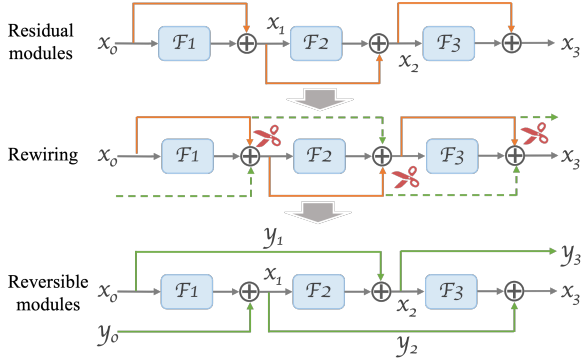 Residual modules
x₀ F1 x₁ F2 x₂ F3 x₃
Rewiring
x₀ F1 F2 F3 x₃
Reversible modules
y₁ y₃
x₀ F1 x₁ F2 x₂ F3 x₃
y₀ y₂